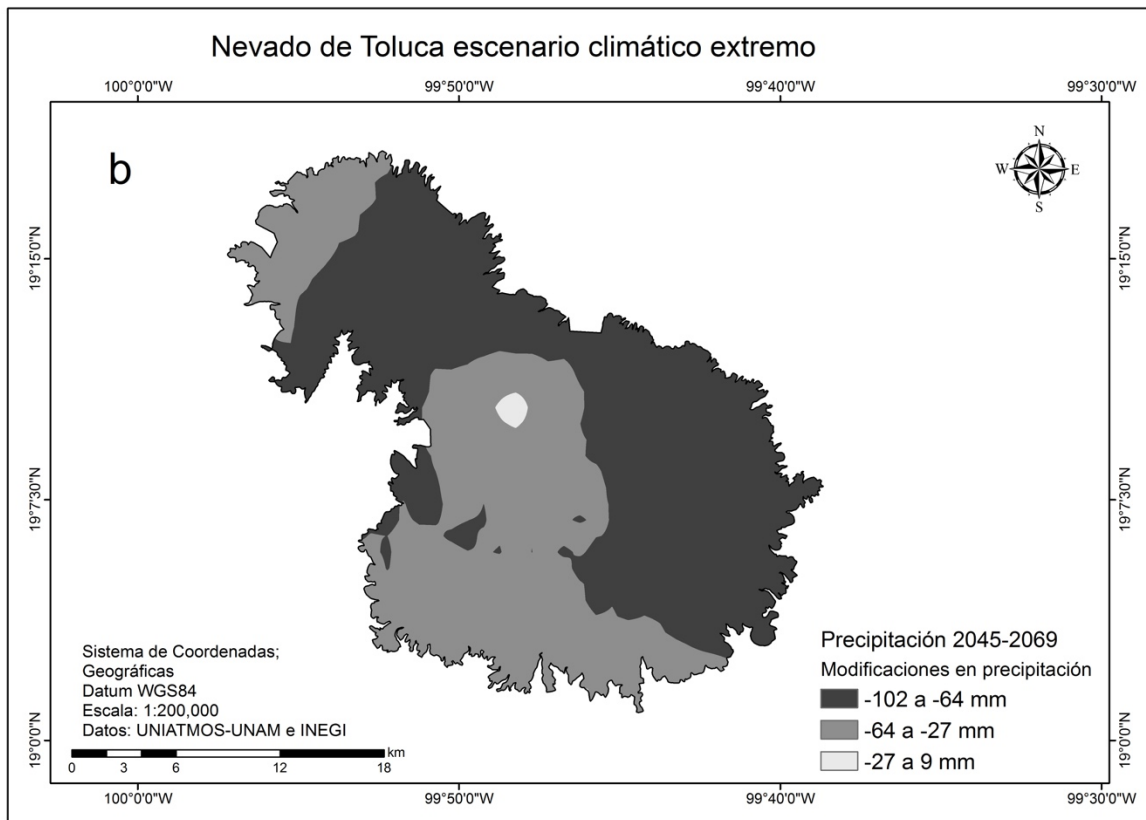 Nevado de Toluca escenario climático extremo
100°0'0"W
99°50'0"W
99°40'0"W
99°30'0"W
b
N
W
E
S
19°15'0"N
19°15'0"N
19°7'30"N
19°7'30"N
19°0'0"N
19°0'0"N
Sistema de Coordenadas;
Geográficas
Datum WGS84
Escala: 1:200,000
Datos: UNIATMOS-UNAM e INEGI
km
0 3 6 12 18
Precipitación 2045-2069
Modificaciones en precipitación
-102 a -64 mm
-64 a -27 mm
-27 a 9 mm
100°0'0"W
99°50'0"W
99°40'0"W
99°30'0"W